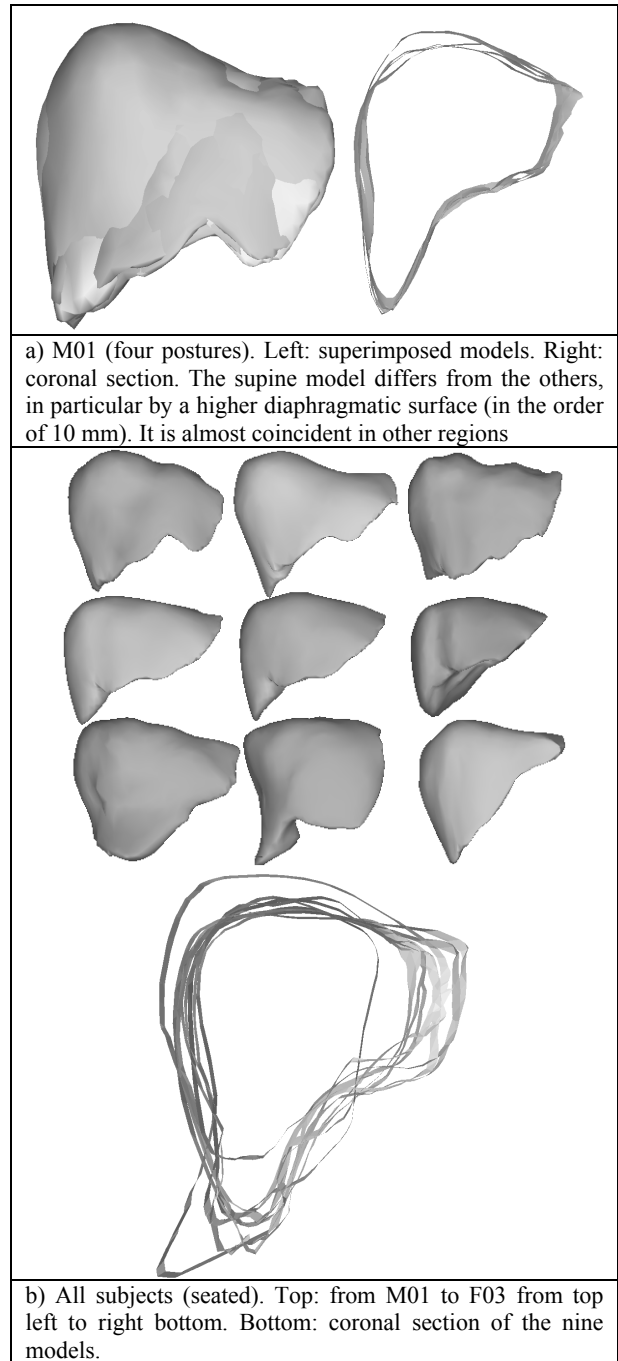 a) M01 (four postures). Left: superimposed models. Right:
coronal section. The supine model differs from the others,
in particular by a higher diaphragmatic surface (in the order
of 10 mm). It is almost coincident in other regions
b) All subjects (seated). Top: from M01 to F03 from top
left to right bottom. Bottom: coronal section of the nine
models.